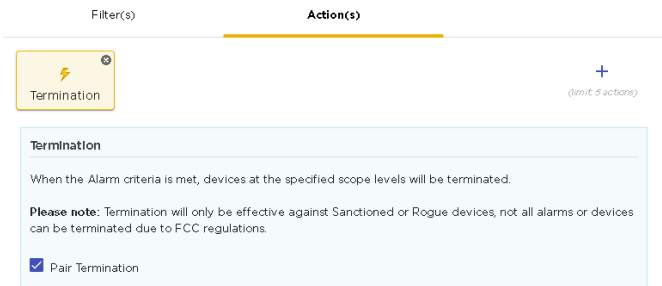 Filter(s)
Action(s)
Termination
(limit: 5 actions)
Termination
When the Alarm criteria is met, devices at the specified scope levels will be terminated.
Please note: Termination will only be effective against Sanctioned or Rogue devices, not all alarms or devices
can be terminated due to FCC regulations.
Pair Termination